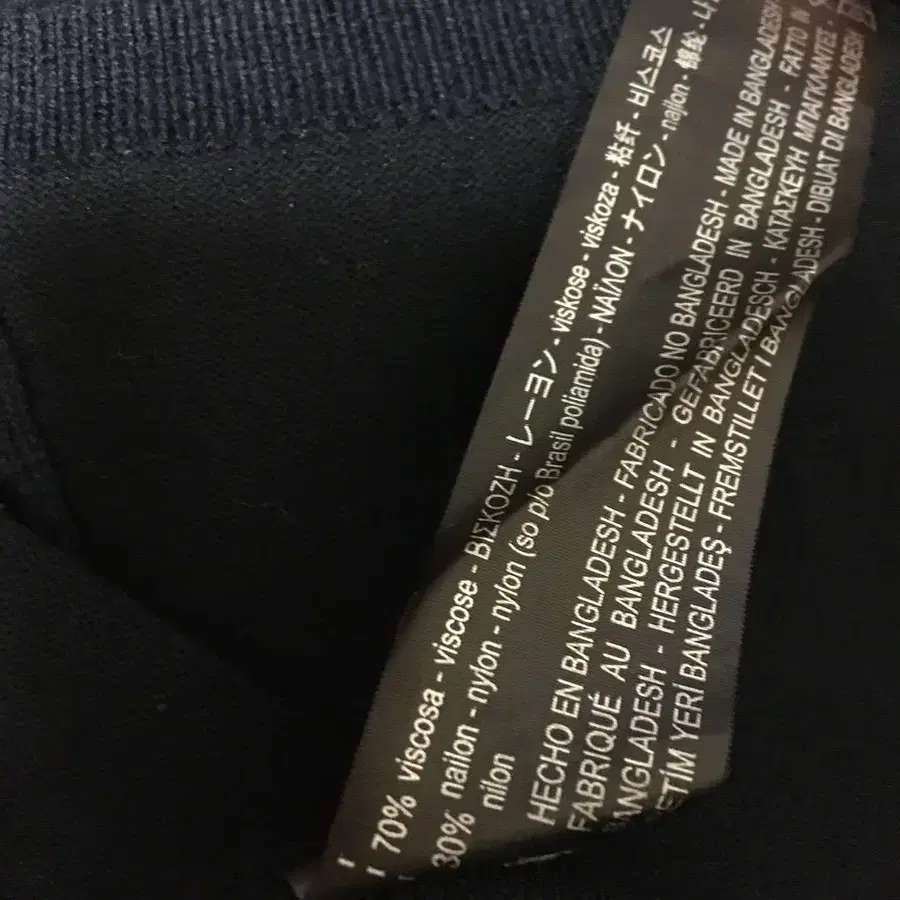 70% viscosa - viscose - ΒΙΣΚΟΖΗ - レーヨン - viskose - viskoza - 粘纤 - 비스코스
30% nailon - nylon - nylon (so p/o Brasil poliamida) - ΝΑΪΛΟΝ - ナイロン - najlon - 锦纶 -
nilon
HECHO EN BANGLADESH - FABRICADO NO BANGLADESH - MADE IN BANGLADESH
FABRIQUÉ AU BANGLADESH - GEFABRICEERD IN BANGLADESH - FATTO IN
BANGLADESH - HERGESTELLT IN BANGLADESCH - ΚΑΤΑΣΚΕΥΗ ΜΠΑΓΚΛΑΝΤΕΣ -
YERİ BANGLADEŞ - FREMSTILLET I BANGLADESH - DIBUAT DI BANGLADESH